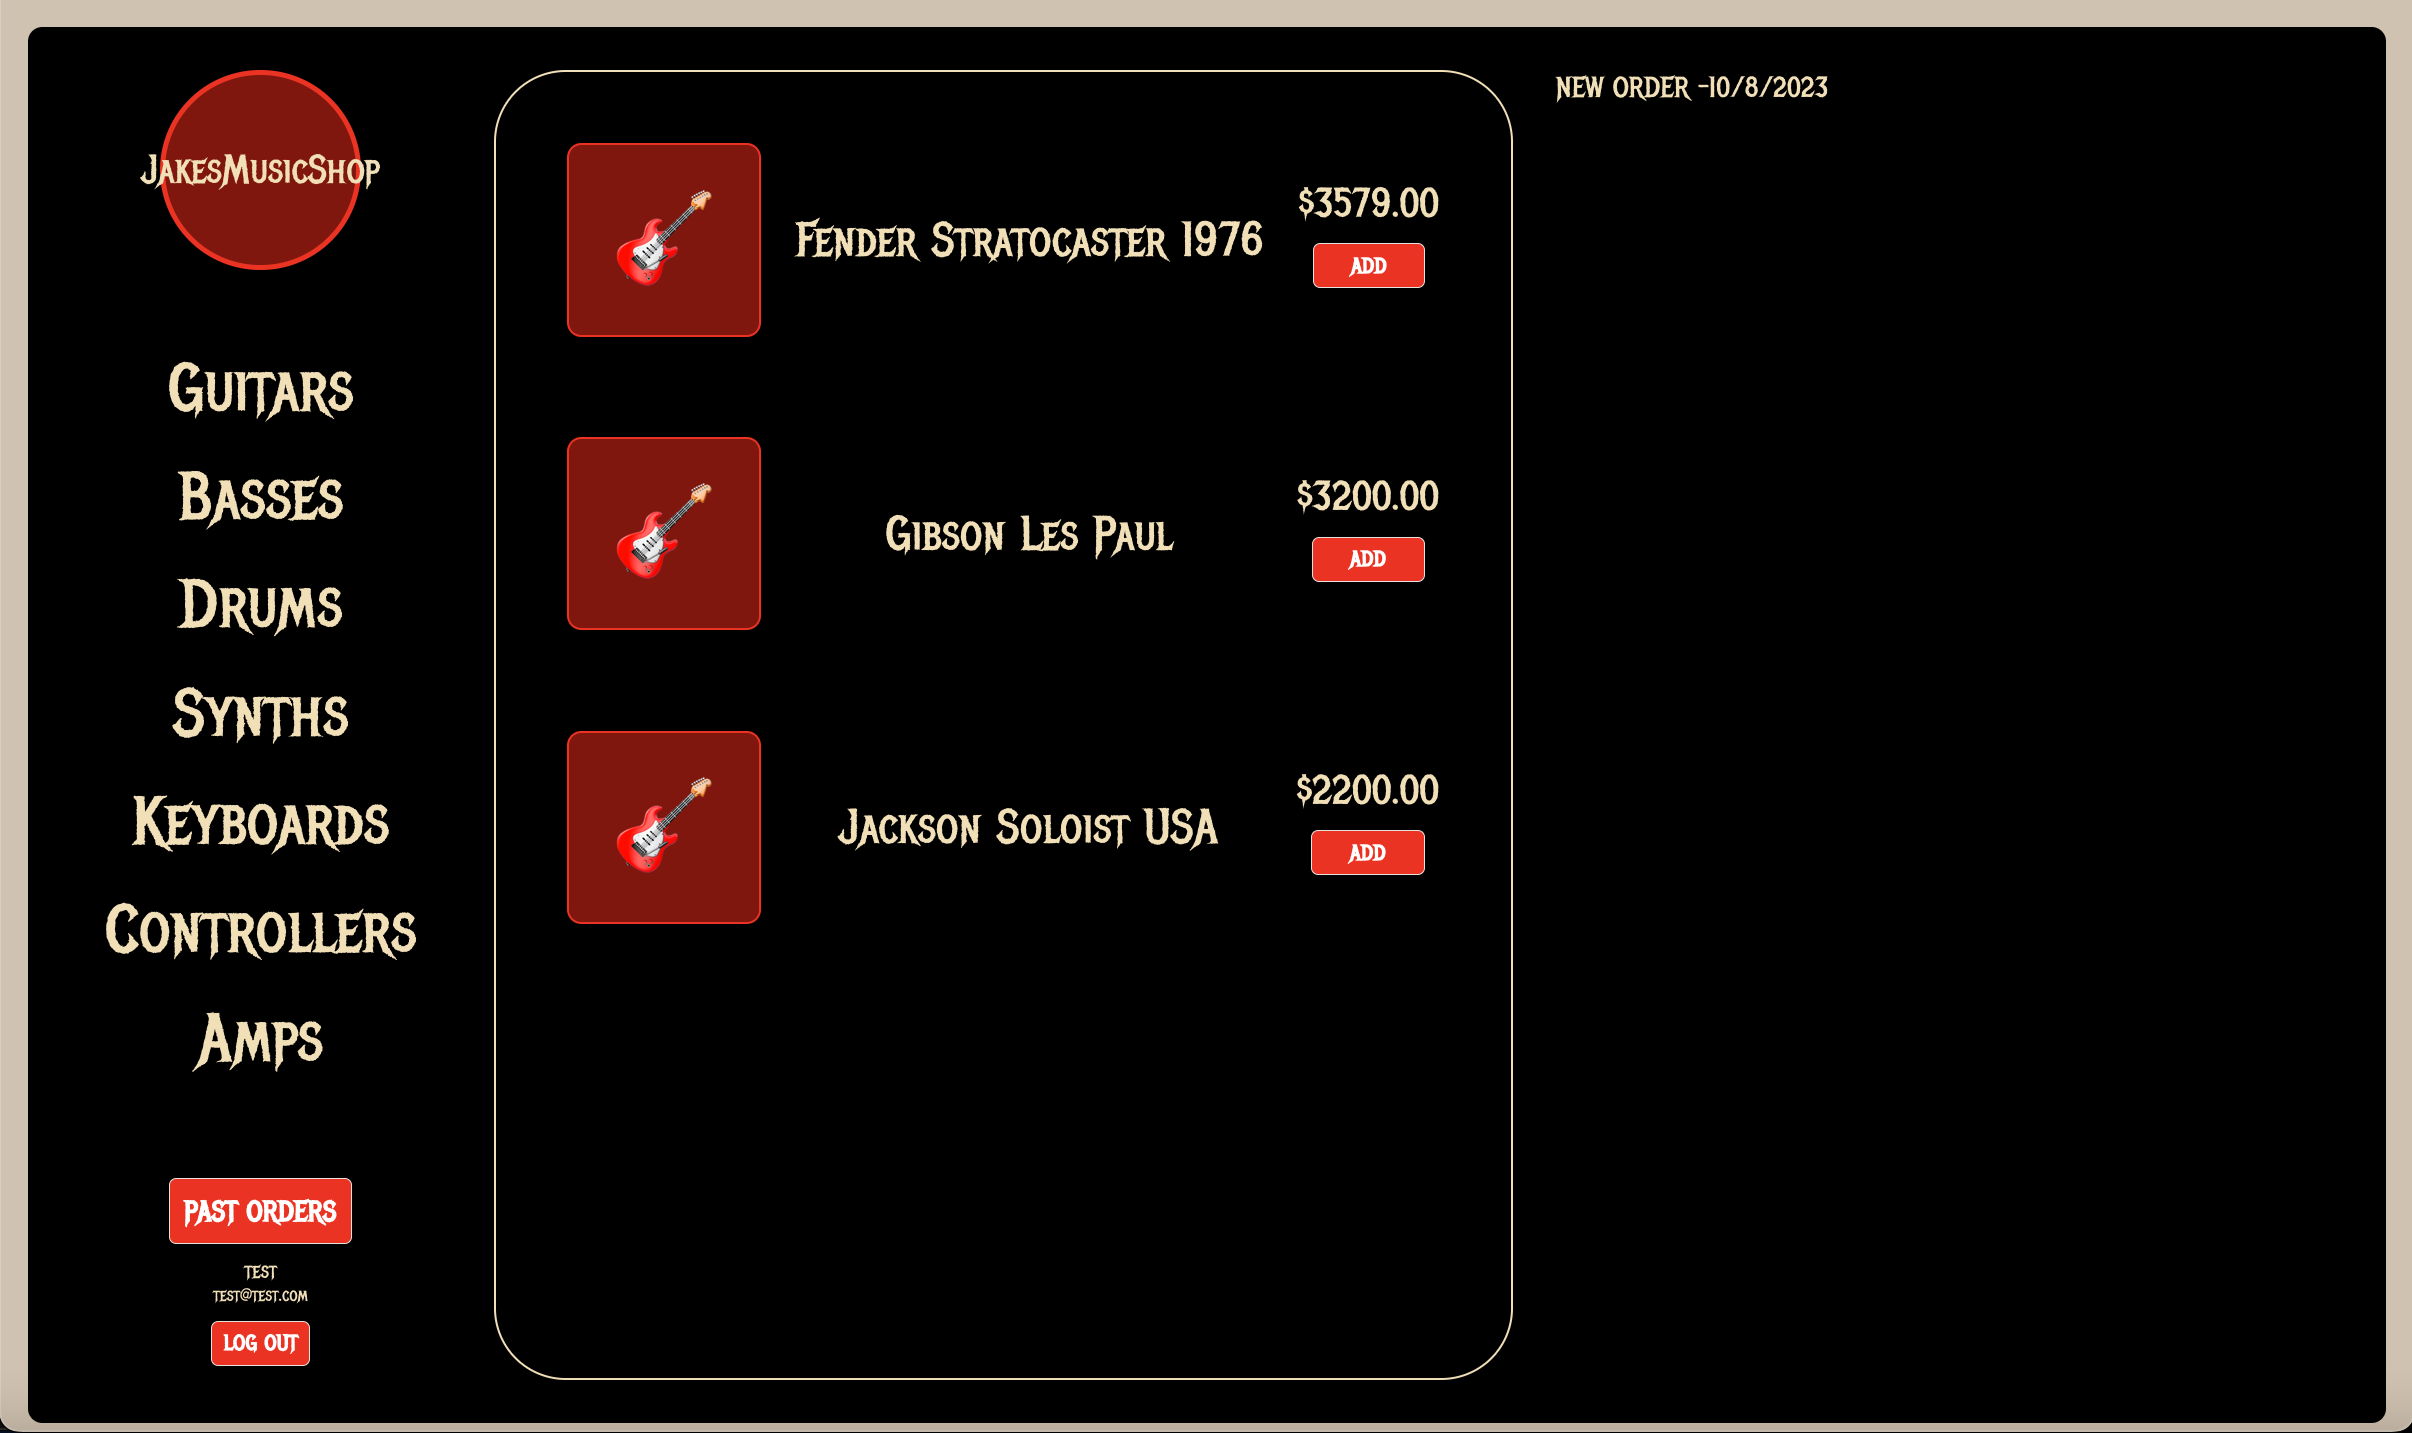 JakesMusicShop
Guitars
Basses
Drums
Synths
Keyboards
Controllers
Amps
PAST ORDERS
TEST
TEST@TEST.COM
LOG OUT
Fender Stratocaster 1976
$3579.00
ADD
Gibson Les Paul
$3200.00
ADD
Jackson Soloist USA
$2200.00
ADD
NEW ORDER -10/8/2023